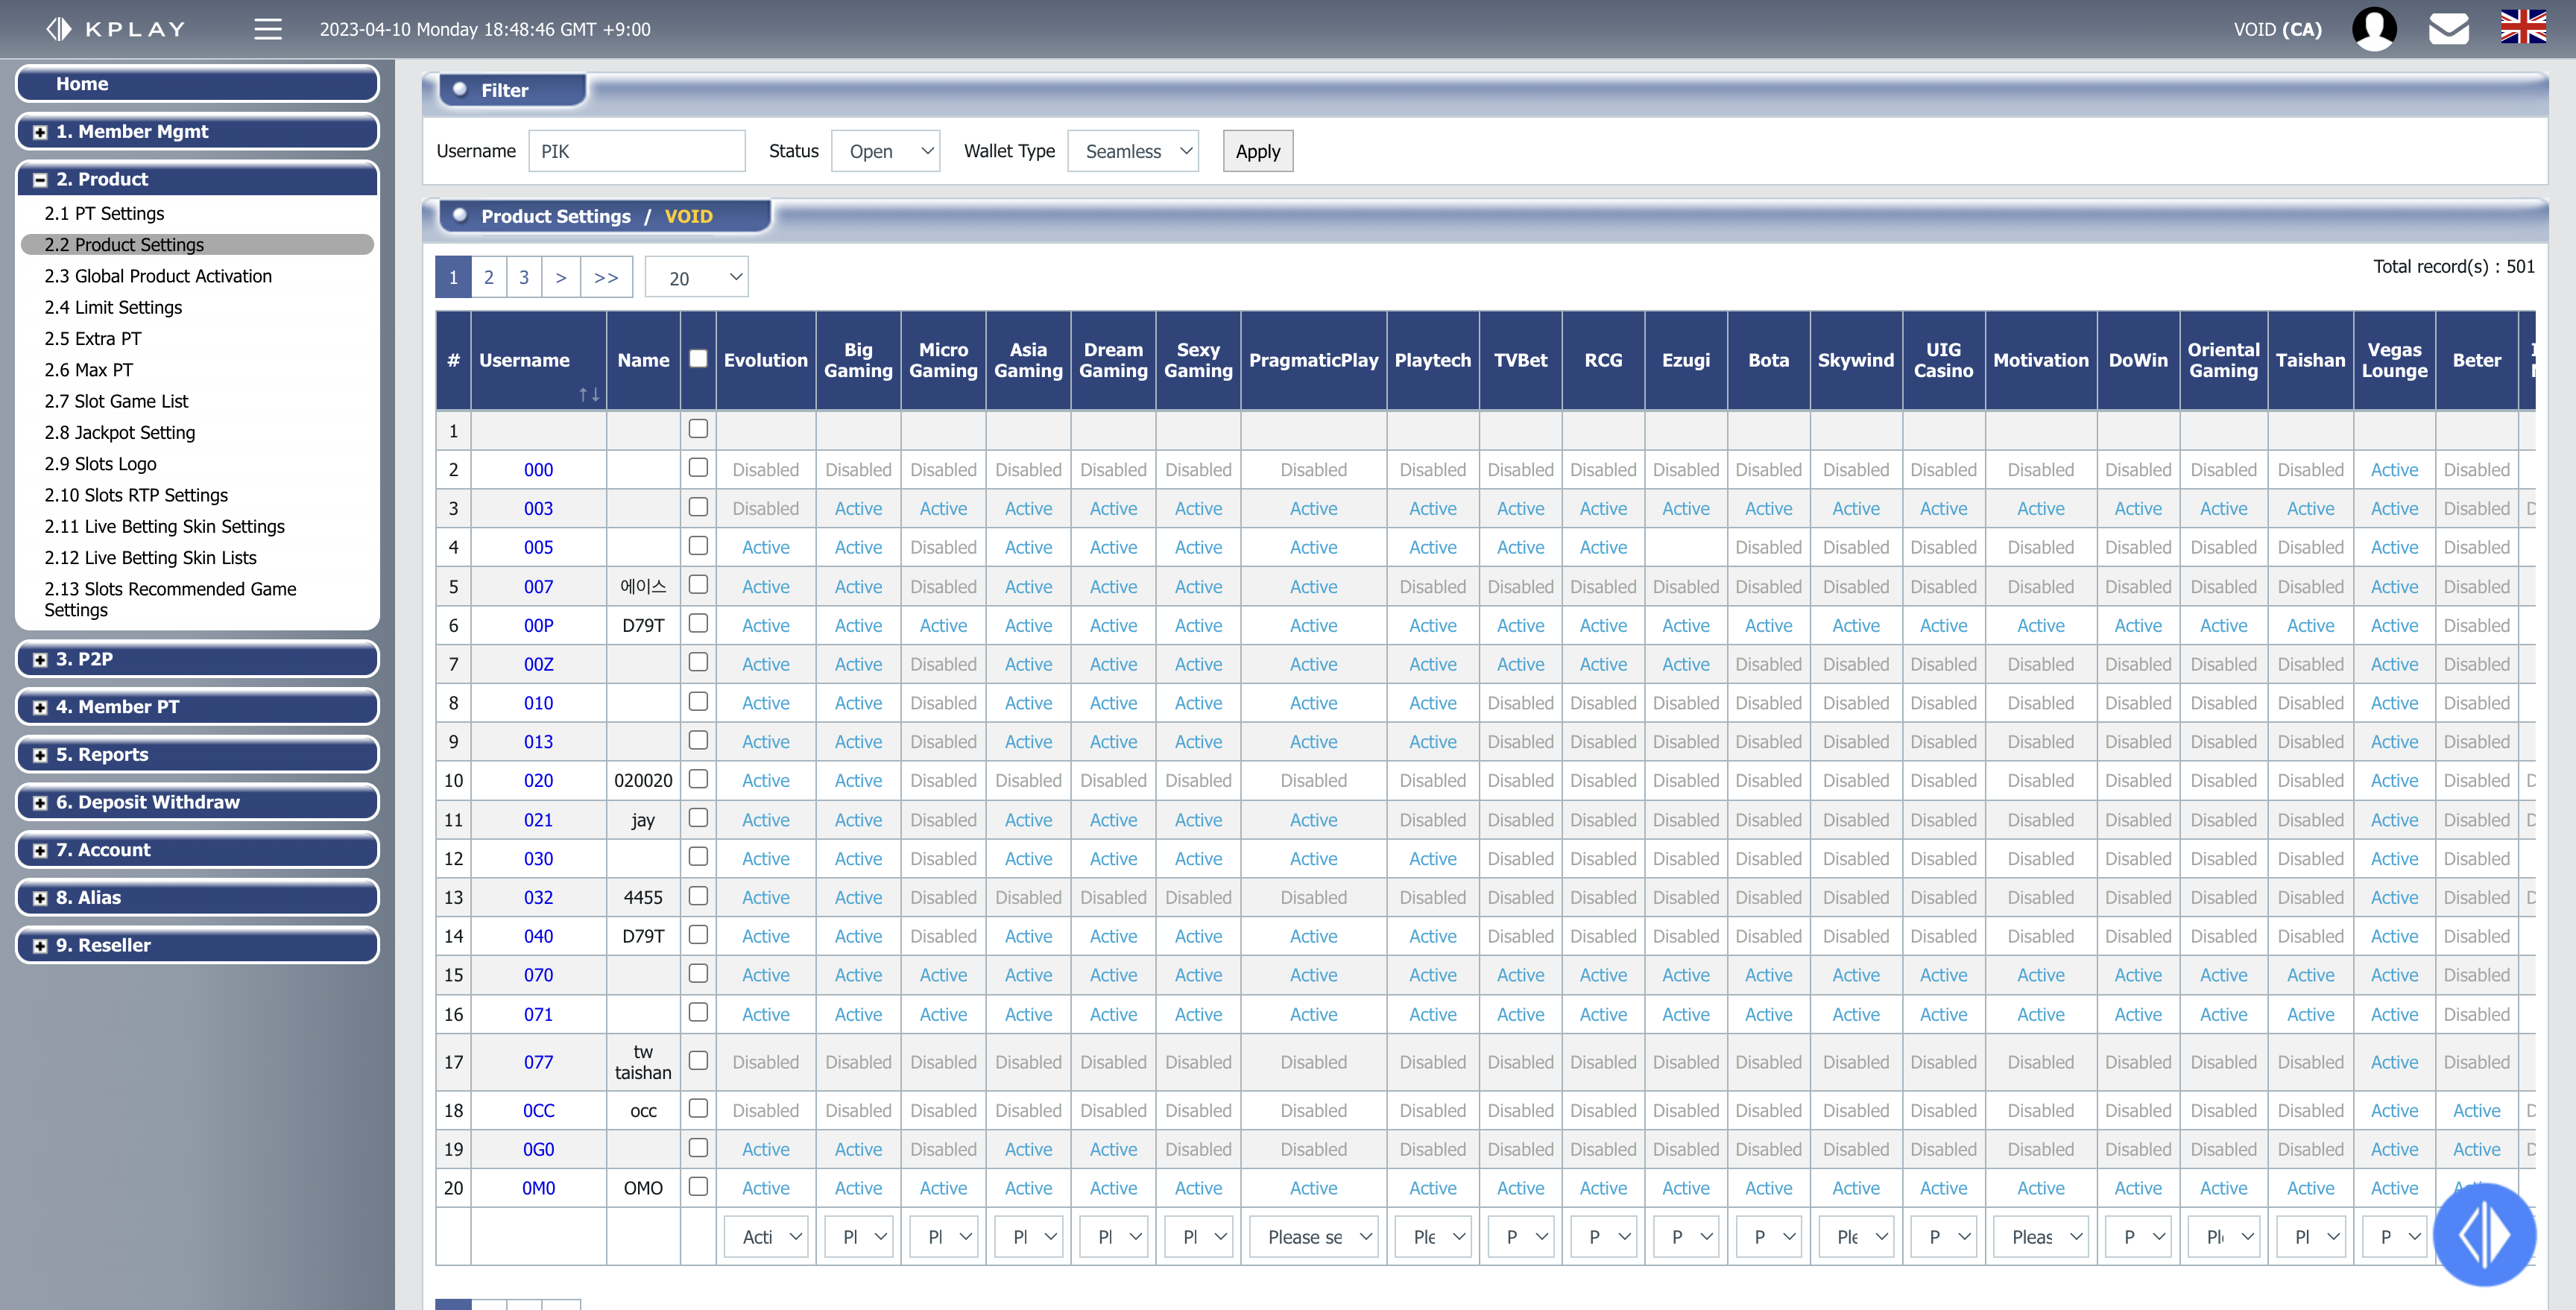 KPLAY
2023-04-10 Monday 18:48:46 GMT +9:00
VOID (CA)
Home
1. Member Mgmt
2. Product
2.1 PT Settings
2.2 Product Settings
2.3 Global Product Activation
2.4 Limit Settings
2.5 Extra PT
2.6 Max PT
2.7 Slot Game List
2.8 Jackpot Setting
2.9 Slots Logo
2.10 Slots RTP Settings
2.11 Live Betting Skin Settings
2.12 Live Betting Skin Lists
2.13 Slots Recommended Game
Settings
3. P2P
4. Member PT
5. Reports
6. Deposit Withdraw
7. Account
8. Alias
9. Reseller
Filter
Username PIK Status Open Wallet Type Seamless Apply
Product Settings / VOID
1 2 3 > >> 20
Total record(s) : 501
# Username Name Evolution Big Gaming Micro Gaming Asia Gaming Dream Gaming Sexy Gaming PragmaticPlay Playtech TVBet RCG Ezugi Bota Skywind UIG Casino Motivation DoWin Oriental Gaming Taishan Vegas Lounge Beter
1
2 000 Disabled Disabled Disabled Disabled Disabled Disabled Disabled Disabled Disabled Disabled Disabled Disabled Disabled Disabled Disabled Disabled Disabled Disabled Active Disabled
3 003 Disabled Active Active Active Active Active Active Active Active Active Active Active Active Active Active Active Active Active Active Disabled
4 005 Active Active Disabled Active Active Active Active Active Active Active Disabled Disabled Disabled Disabled Disabled Disabled Disabled Active Disabled
5 007 에이스 Active Active Disabled Active Active Active Active Disabled Disabled Disabled Disabled Disabled Disabled Disabled Disabled Disabled Disabled Disabled Active Disabled
6 00P D79T Active Active Active Active Active Active Active Active Active Active Active Active Active Active Active Active Active Active Active Disabled
7 00Z Active Active Disabled Active Active Active Active Active Active Active Active Disabled Disabled Disabled Disabled Disabled Disabled Disabled Active Disabled
8 010 Active Active Disabled Active Active Active Active Active Disabled Disabled Disabled Disabled Disabled Disabled Disabled Disabled Disabled Disabled Active Disabled
9 013 Active Active Disabled Active Active Active Active Active Disabled Disabled Disabled Disabled Disabled Disabled Disabled Disabled Disabled Disabled Active Disabled
10 020 020020 Active Active Disabled Disabled Disabled Disabled Disabled Disabled Disabled Disabled Disabled Disabled Disabled Disabled Disabled Disabled Disabled Disabled Active Disabled
11 021 jay Active Active Disabled Active Active Active Active Disabled Disabled Disabled Disabled Disabled Disabled Disabled Disabled Disabled Disabled Disabled Active Disabled
12 030 Active Active Disabled Active Active Active Active Active Disabled Disabled Disabled Disabled Disabled Disabled Disabled Disabled Disabled Disabled Active Disabled
13 032 4455 Active Active Disabled Disabled Disabled Disabled Disabled Disabled Disabled Disabled Disabled Disabled Disabled Disabled Disabled Disabled Disabled Disabled Active Disabled
14 040 D79T Active Active Disabled Active Active Active Active Active Disabled Disabled Disabled Disabled Disabled Disabled Disabled Disabled Disabled Disabled Active Disabled
15 070 Active Active Active Active Active Active Active Active Active Active Active Active Active Active Active Active Active Active Active Disabled
16 071 Active Active Active Active Active Active Active Active Active Active Active Active Active Active Active Active Active Active Active Disabled
17 077 tw taishan Disabled Disabled Disabled Disabled Disabled Disabled Disabled Disabled Disabled Disabled Disabled Disabled Disabled Disabled Disabled Disabled Disabled Disabled Active Disabled
18 0CC occ Disabled Disabled Disabled Disabled Disabled Disabled Disabled Disabled Disabled Disabled Disabled Disabled Disabled Disabled Disabled Disabled Disabled Disabled Active Active
19 0G0 Active Active Disabled Active Active Disabled Disabled Disabled Disabled Disabled Disabled Disabled Disabled Disabled Disabled Disabled Disabled Disabled Active Active
20 0M0 OMO Active Active Active Active Active Active Active Active Active Active Active Active Active Active Active Active Active Active Active
Acti Pl Pl Pl Pl Pl Please se Ple P P P P Ple P Pleas P Pl Pl P